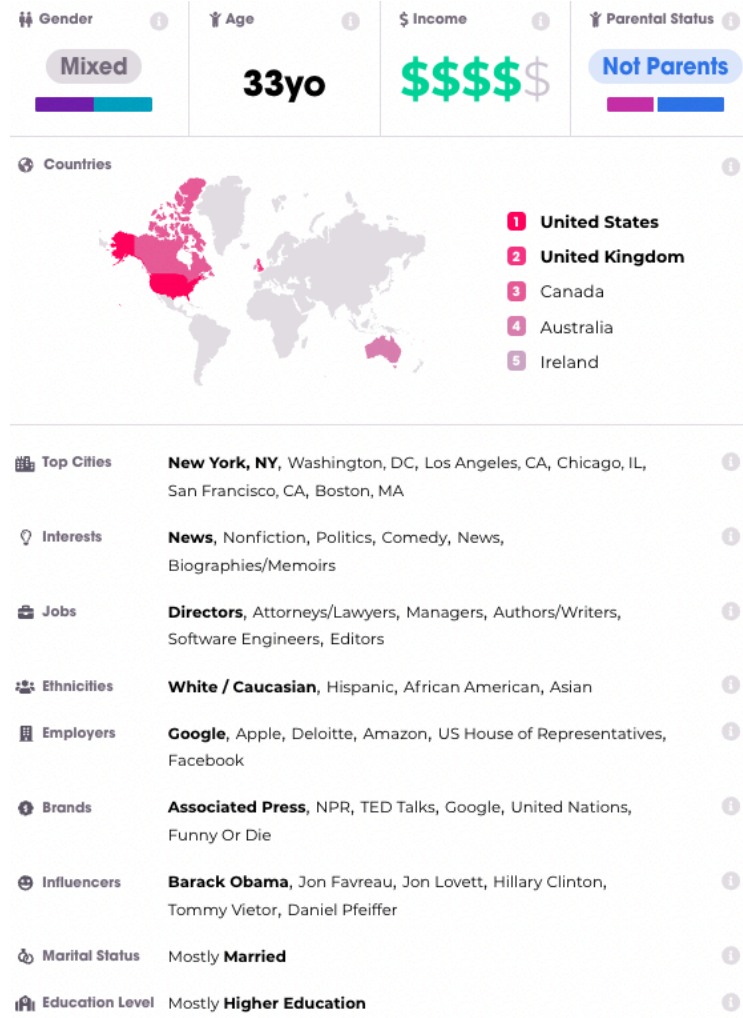 Gender
Age
$ Income
Parental Status
Mixed
33yo
$$$$$
Not Parents
Countries
1 United States
2 United Kingdom
3 Canada
4 Australia
5 Ireland
Top Cities
New York, NY, Washington, DC, Los Angeles, CA, Chicago, IL,
San Francisco, CA, Boston, MA
Interests
News, Nonfiction, Politics, Comedy, News,
Biographies/Memoirs
Jobs
Directors, Attorneys/Lawyers, Managers, Authors/Writers,
Software Engineers, Editors
Ethnicities
White / Caucasian, Hispanic, African American, Asian
Employers
Google, Apple, Deloitte, Amazon, US House of Representatives,
Facebook
Brands
Associated Press, NPR, TED Talks, Google, United Nations,
Funny Or Die
Influencers
Barack Obama, Jon Favreau, Jon Lovett, Hillary Clinton,
Tommy Vietor, Daniel Pfeiffer
Marital Status
Mostly Married
Education Level
Mostly Higher Education